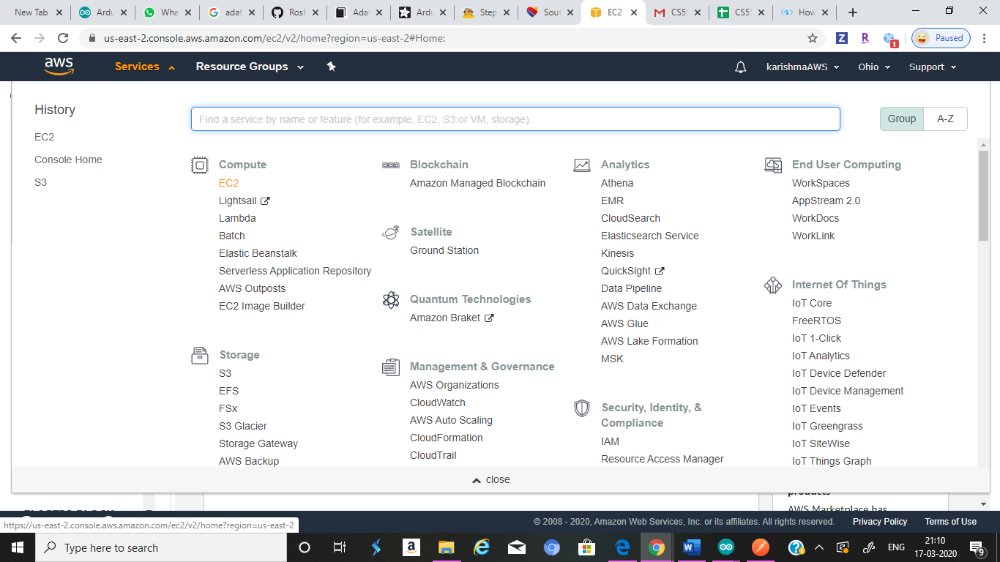 New Tab
Ardu
Wha
adaf
Rosh
Adaf
Ardu
Step
Sout
EC2
CS55
CS55
How
us-east-2.console.aws.amazon.com/ec2/v2/home?region=us-east-2#Home:
Z
R
1
Paused
aws
Services
Resource Groups
karishmaAWS
Ohio
Support
History
EC2
Console Home
S3
Find a service by name or feature (for example, EC2, S3 or VM, storage).
Group
A-Z
Compute
EC2
Lightsail
Lambda
Batch
Elastic Beanstalk
Serverless Application Repository
AWS Outposts
EC2 Image Builder
Storage
S3
EFS
FSx
S3 Glacier
Storage Gateway
AWS Backup
Blockchain
Amazon Managed Blockchain
Satellite
Ground Station
Quantum Technologies
Amazon Braket
Management & Governance
AWS Organizations
CloudWatch
AWS Auto Scaling
CloudFormation
CloudTrail
Analytics
Athena
EMR
CloudSearch
Elasticsearch Service
Kinesis
QuickSight
Data Pipeline
AWS Data Exchange
AWS Glue
AWS Lake Formation
MSK
Security, Identity, &
Compliance
IAM
Resource Access Manager
End User Computing
WorkSpaces
AppStream 2.0
WorkDocs
WorkLink
Internet Of Things
IoT Core
FreeRTOS
IoT 1-Click
IoT Analytics
IoT Device Defender
IoT Device Management
IoT Events
IoT Greengrass
IoT SiteWise
IoT Things Graph
close
products
AWS Marketplace has
https://us-east-2.console.aws.amazon.com/ec2/v2/home?region=us-east-2
© 2008 - 2020, Amazon Web Services, Inc. or its affiliates. All rights reserved.
Privacy Policy
Terms of Use
Type here to search
ENG
21:10
17-03-2020
9